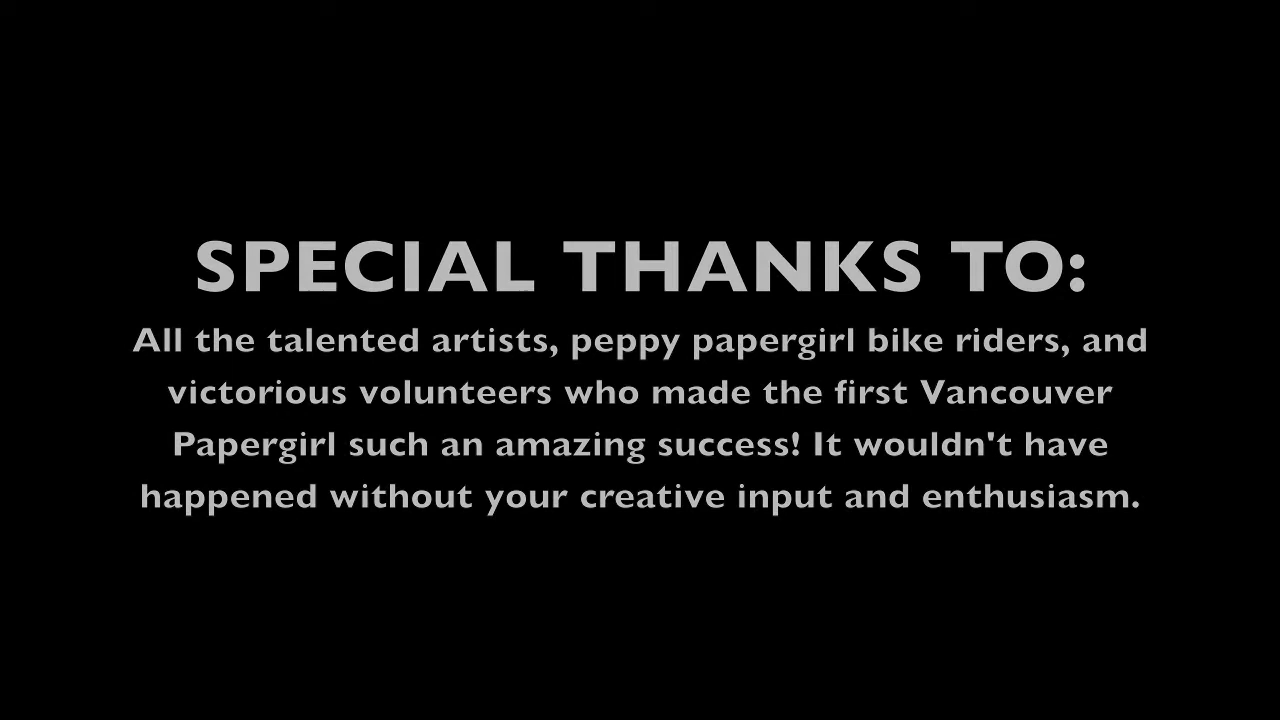 SPECIAL THANKS TO:
All the talented artists, peppy papergirl bike riders, and
victorious volunteers who made the first Vancouver
Papergirl such an amazing success! It wouldn't have
happened without your creative input and enthusiasm.